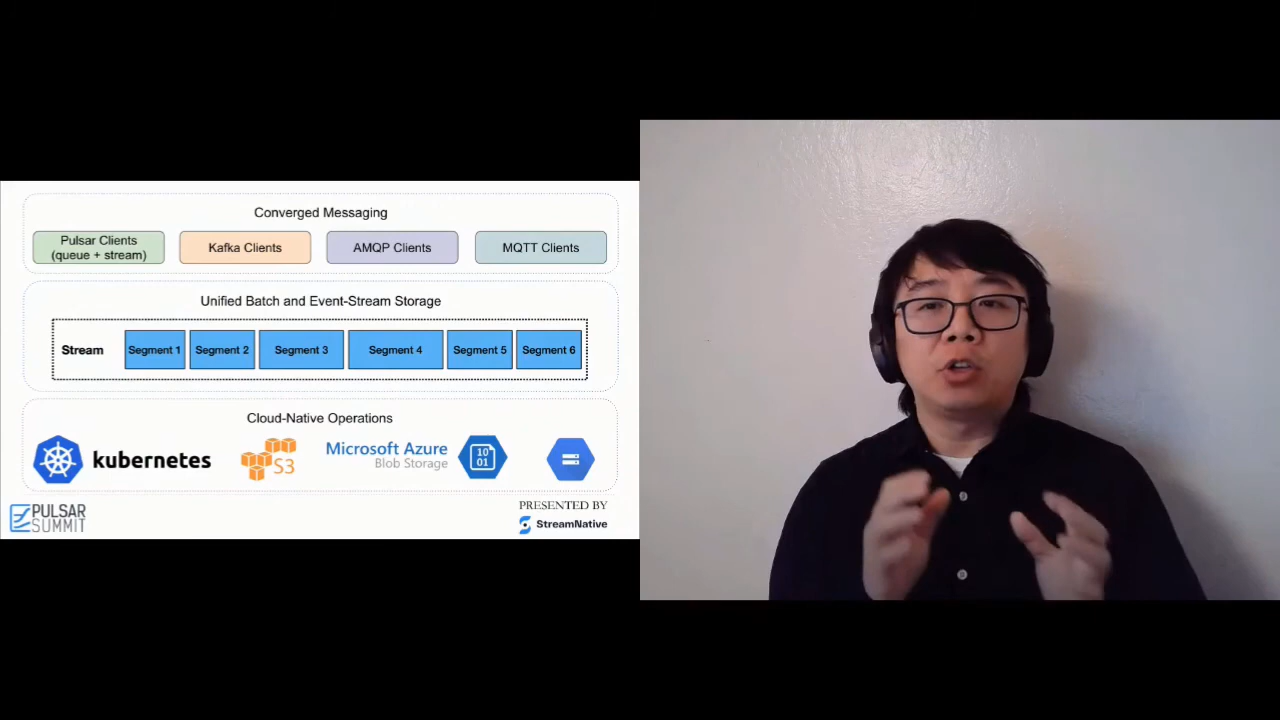 Converged Messaging
Pulsar Clients
(queue + stream)
Kafka Clients
AMQP Clients
MQTT Clients
Unified Batch and Event-Stream Storage
Stream
Segment 1
Segment 2
Segment 3
Segment 4
Segment 5
Segment 6
Cloud-Native Operations
kubernetes
S3
Microsoft Azure
Blob Storage
10
01
PULSAR
SUMMIT
PRESENTED BY
StreamNative